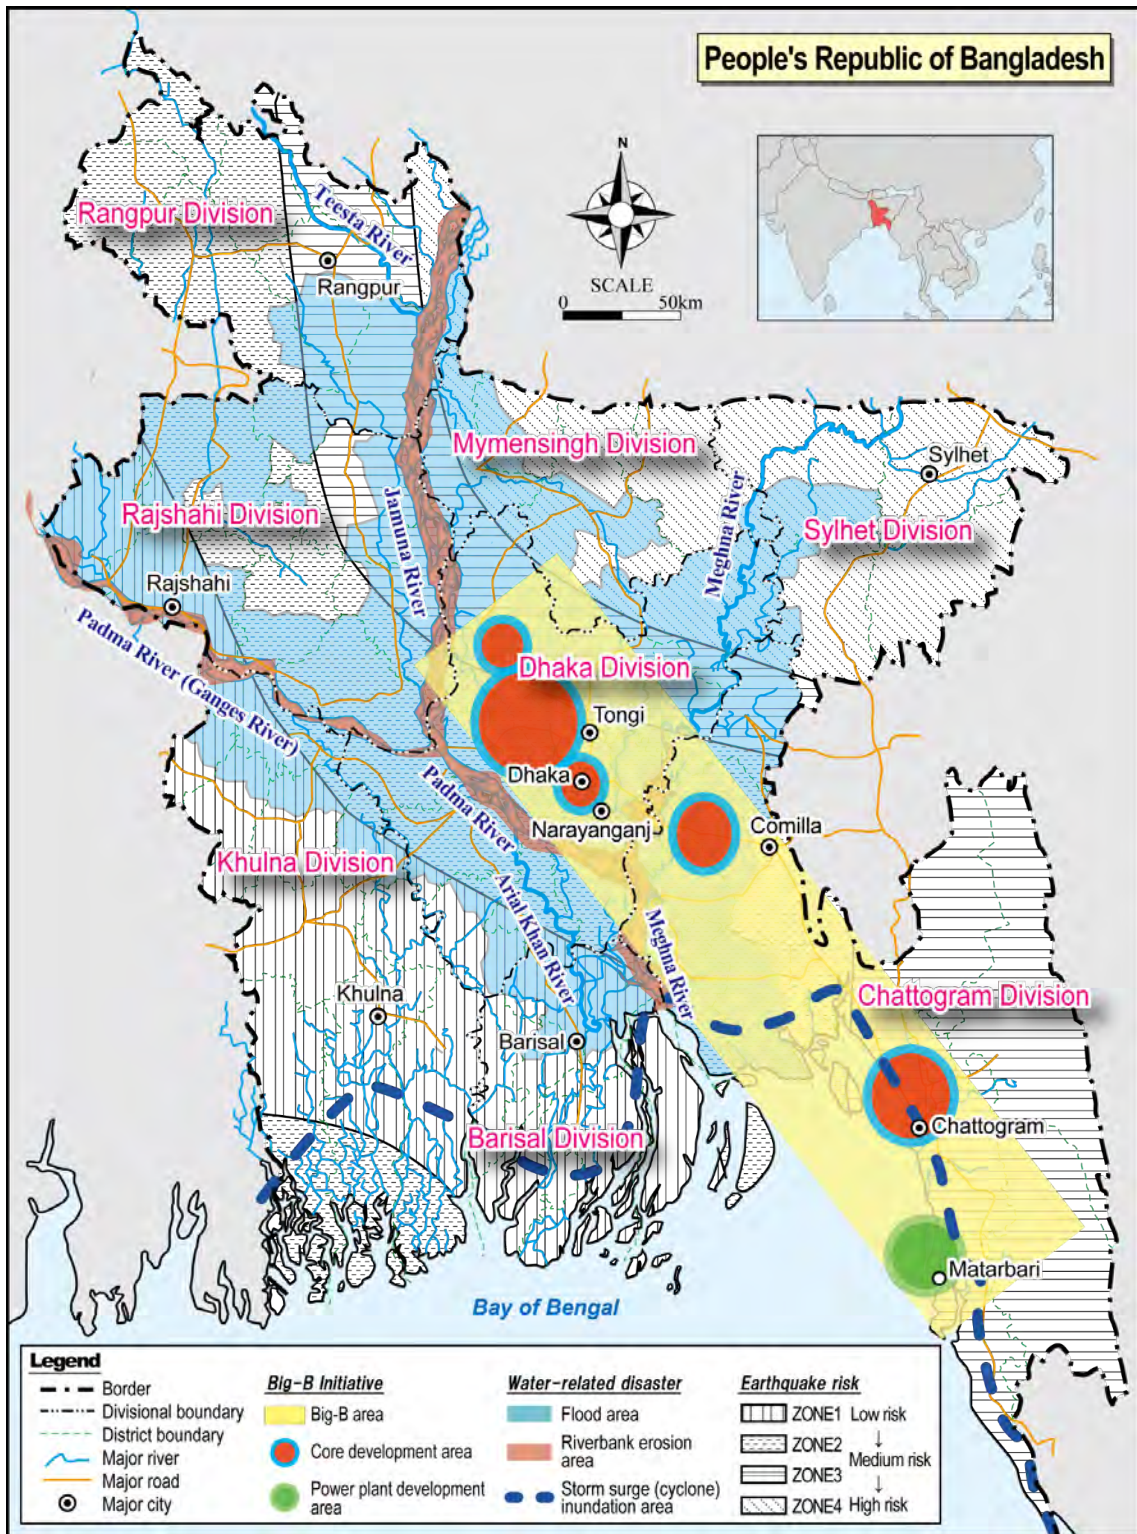 People's Republic of Bangladesh
N
SCALE
0 50km
Rangpur Division
Teesta River
Rangpur
Mymensingh Division
Sylhet
Rajshahi Division
Jamuna River
Meghna River
Sylhet Division
Rajshahi
Padma River (Ganges River)
Dhaka Division
Tongi
Dhaka
Padma River
Narayanganj
Comilla
Khulna Division
Arial Khan River
Meghna River
Khulna
Chattogram Division
Barisal
Barisal Division
Chattogram
Matarbari
Bay of Bengal
Legend
Border
Divisional boundary
District boundary
Major river
Major road
Major city
Big-B Initiative
Big-B area
Core development area
Power plant development
area
Water-related disaster
Flood area
Riverbank erosion
area
Storm surge (cyclone)
inundation area
Earthquake risk
ZONE1 Low risk
↓
ZONE2
Medium risk
ZONE3
↓
ZONE4 High risk